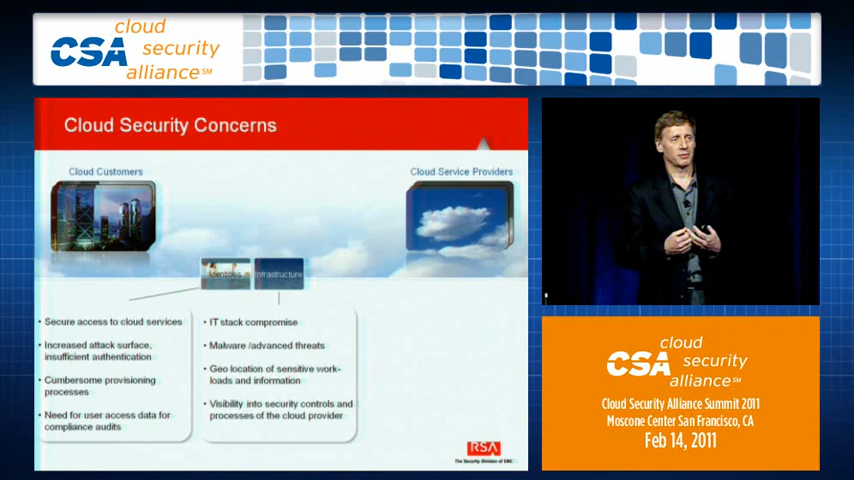 cloud
CSA security
alliance℠
Cloud Security Concerns
Cloud Customers
Cloud Service Providers
Identities
Infrastructure
• Secure access to cloud services
• Increased attack surface,
insufficient authentication
• Cumbersome provisioning
processes
• Need for user access data for
compliance audits
• IT stack compromise
• Malware /advanced threats
• Geo location of sensitive work-
loads and information
• Visibility into security controls and
processes of the cloud provider
RSA
The Security Division of EMC
cloud
CSA security
alliance℠
Cloud Security Alliance Summit 2011
Moscone Center San Francisco, CA
Feb 14, 2011